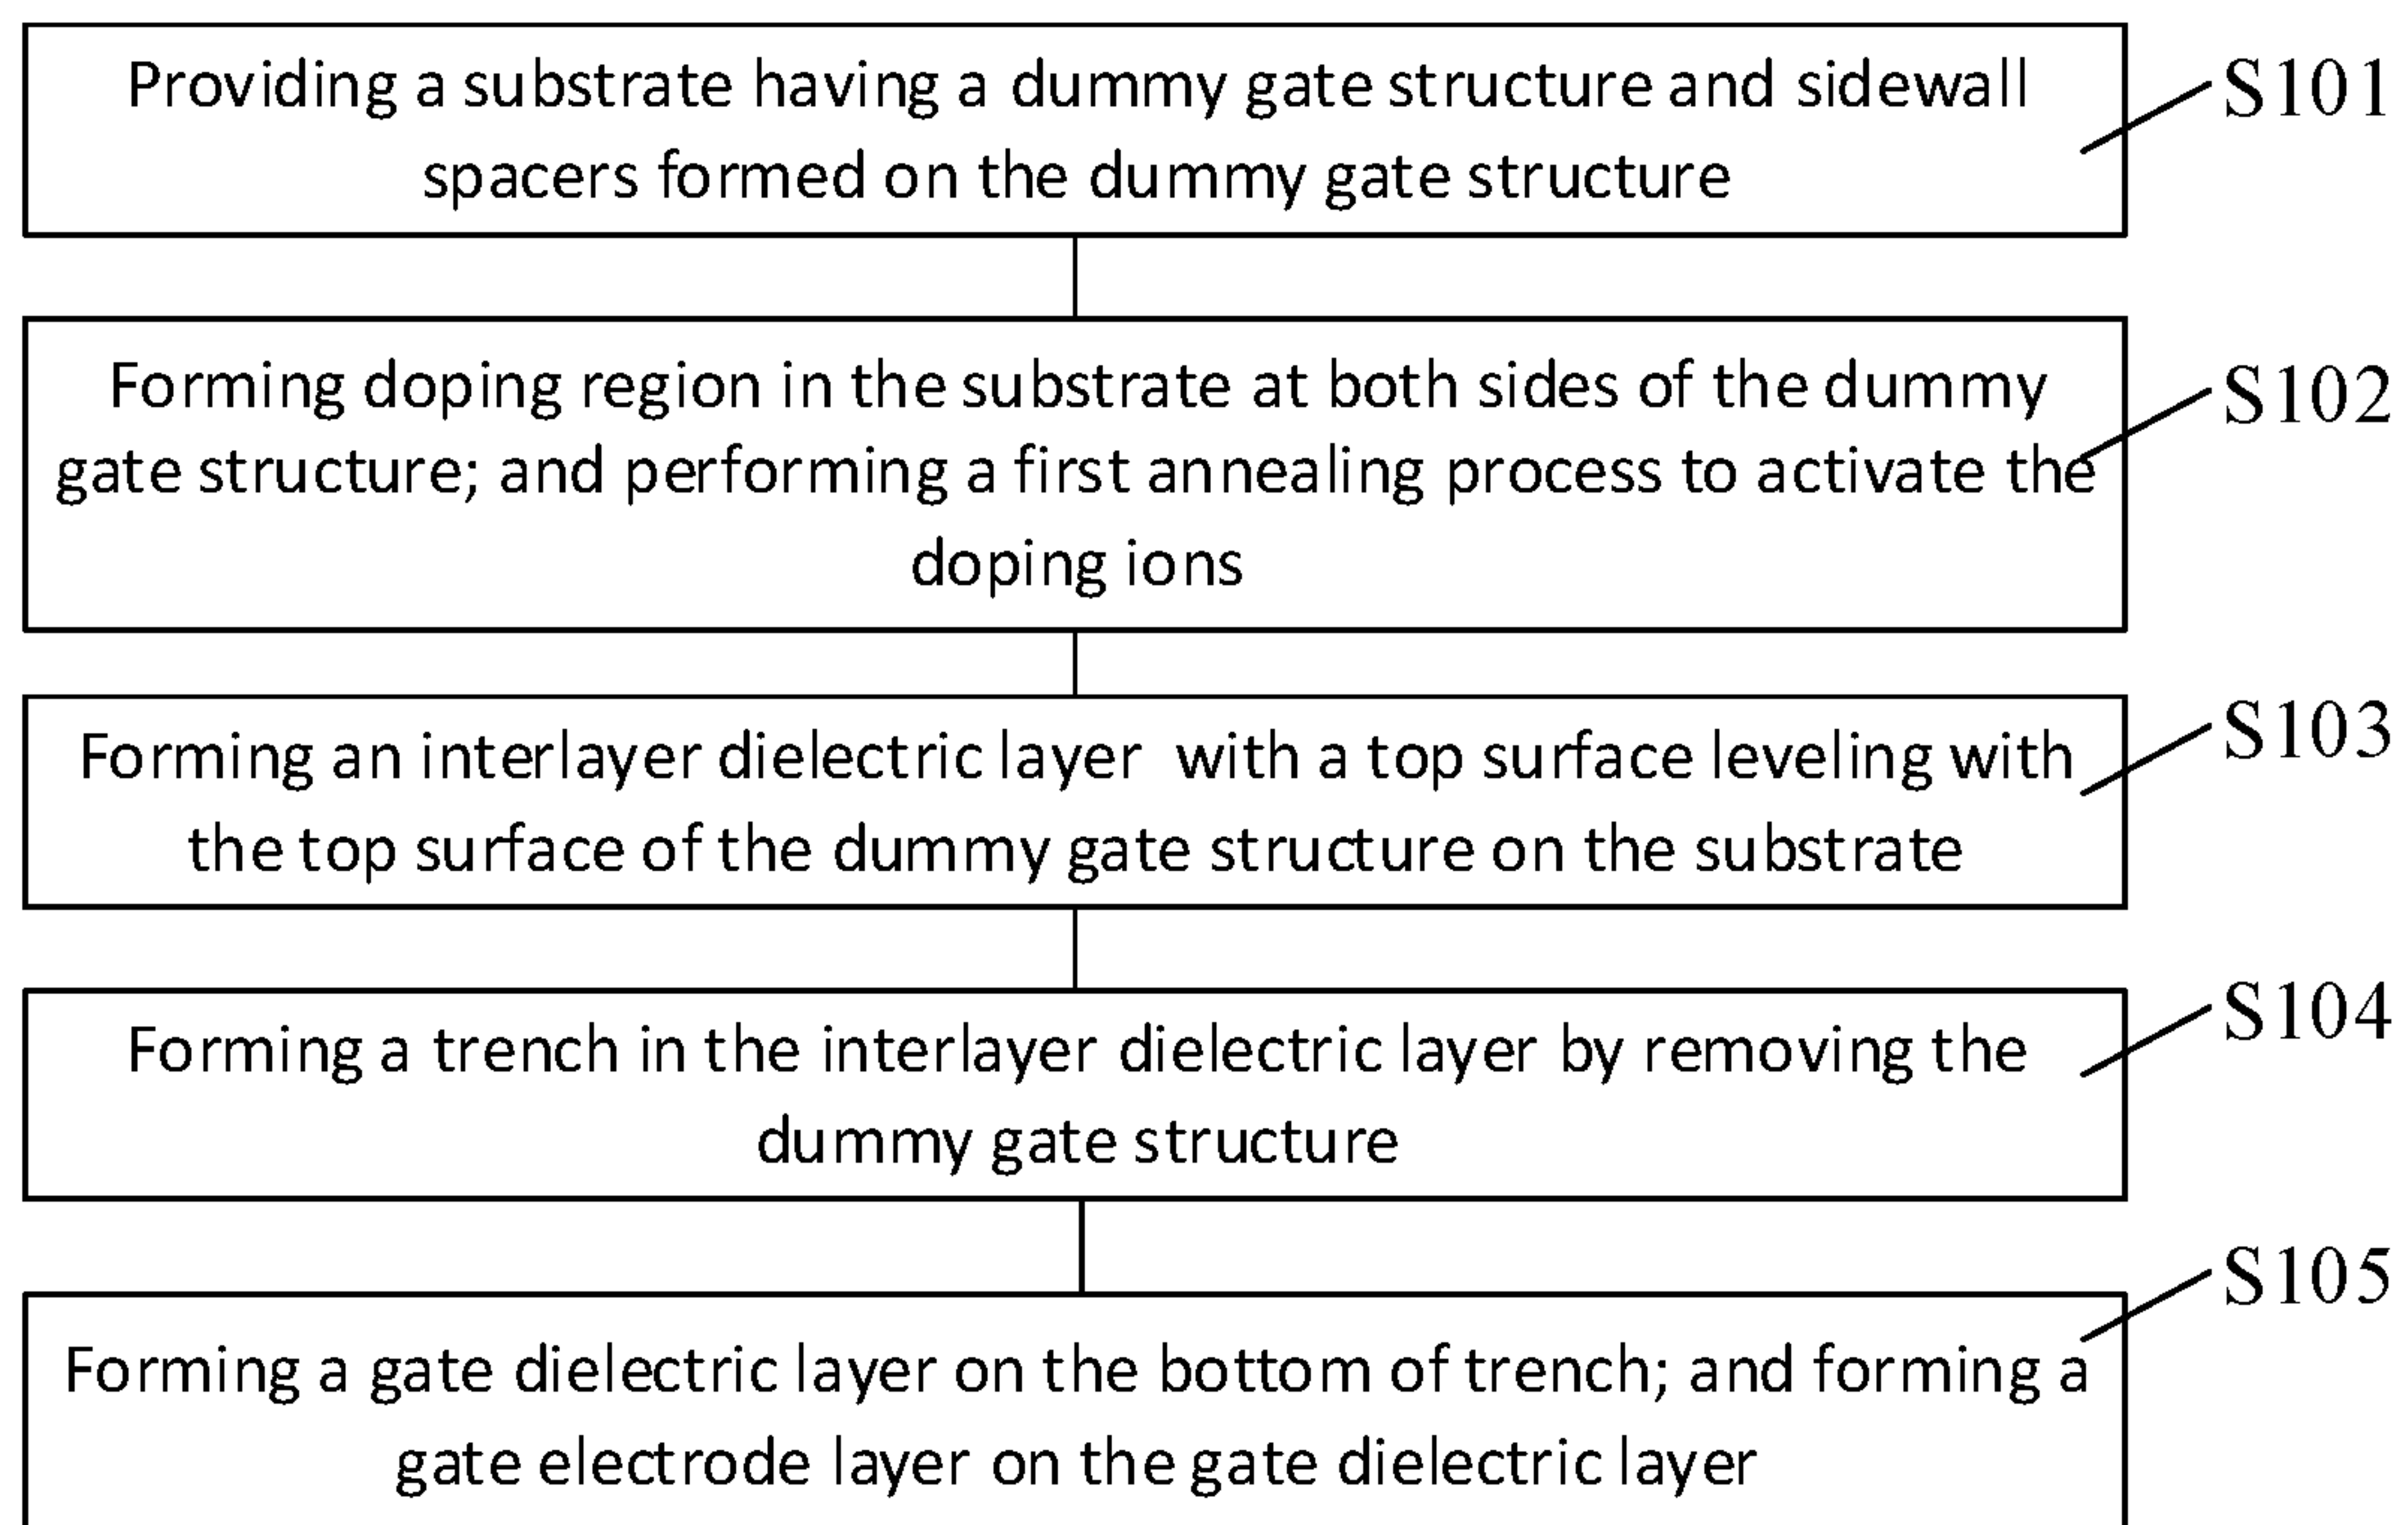 Providing a substrate having a dummy gate structure and sidewall
spacers formed on the dummy gate structure
S101
Forming doping region in the substrate at both sides of the dummy
gate structure; and performing a first annealing process to activate the
doping ions
S102
Forming an interlayer dielectric layer with a top surface leveling with
the top surface of the dummy gate structure on the substrate
S103
Forming a trench in the interlayer dielectric layer by removing the
dummy gate structure
S104
Forming a gate dielectric layer on the bottom of trench; and forming a
gate electrode layer on the gate dielectric layer
S105